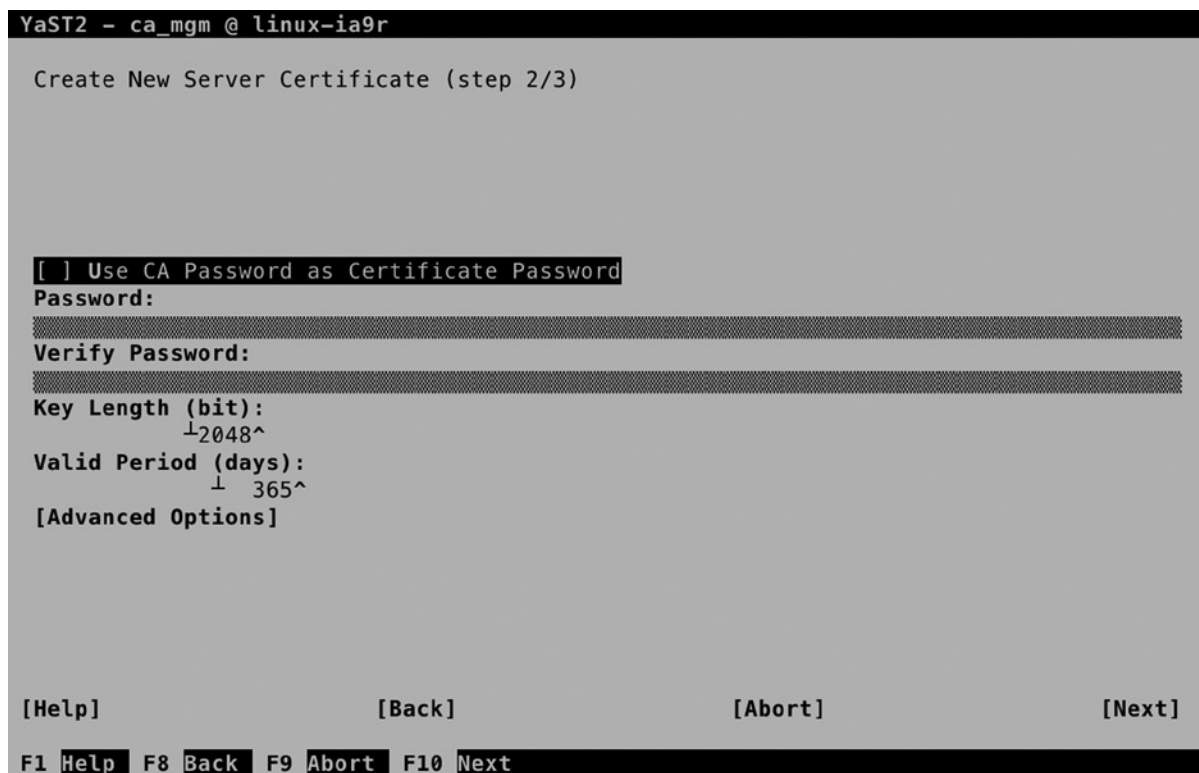 YaST2 - ca_mgm @ linux-ia9r
Create New Server Certificate (step 2/3)
[ ] Use CA Password as Certificate Password
Password:
Verify Password:
Key Length (bit):
┴2048^
Valid Period (days):
┴ 365^
[Advanced Options]
[Help] [Back] [Abort] [Next]
F1 Help F8 Back F9 Abort F10 Next